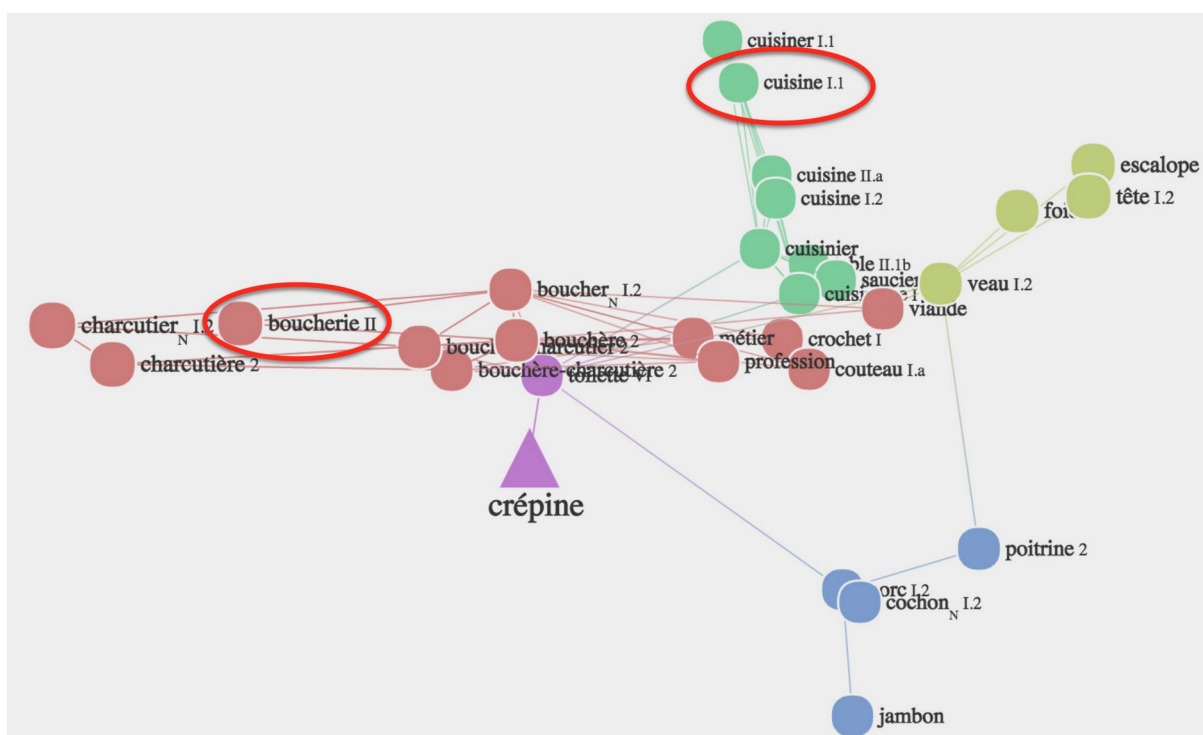 cuisiner I.1
cuisine I.1
escalope
cuisine II.a
tête I.2
cuisine I.2
cuisinier
saucier
veau I.2
boucher N I.2
viande
charcutier N I.2
boucherie II
métier
crochet I
bouchère 2
charcutière 2
bouchère-charcutière 2
profession
couteau I.a
crépine
poitrine 2
cochon N I.2
jambon